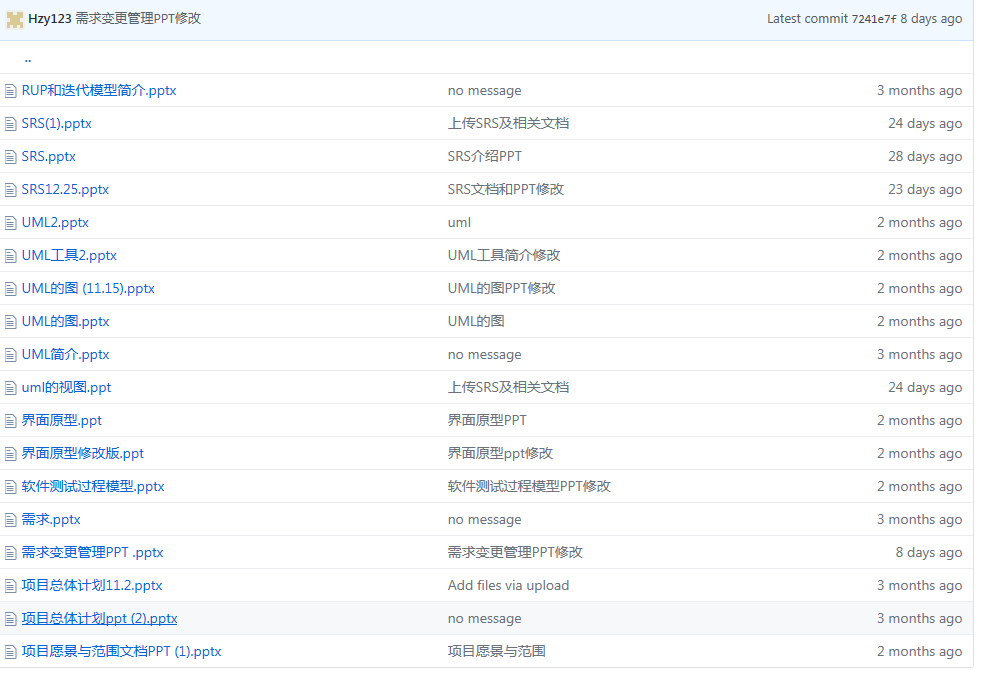 Hzy123 需求变更管理PPT修改 Latest commit 7241e7f 8 days ago
..
RUP和迭代模型简介.pptx no message 3 months ago
SRS(1).pptx 上传SRS及相关文档 24 days ago
SRS.pptx SRS介绍PPT 28 days ago
SRS12.25.pptx SRS文档和PPT修改 23 days ago
UML2.pptx uml 2 months ago
UML工具2.pptx UML工具简介修改 2 months ago
UML的图 (11.15).pptx UML的图PPT修改 2 months ago
UML的图.pptx UML的图 2 months ago
UML简介.pptx no message 3 months ago
uml的视图.ppt 上传SRS及相关文档 24 days ago
界面原型.ppt 界面原型PPT 2 months ago
界面原型修改版.ppt 界面原型ppt修改 2 months ago
软件测试过程模型.pptx 软件测试过程模型PPT修改 2 months ago
需求.pptx no message 3 months ago
需求变更管理PPT .pptx 需求变更管理PPT修改 8 days ago
项目总体计划11.2.pptx Add files via upload 3 months ago
项目总体计划ppt (2).pptx no message 3 months ago
项目愿景与范围文档PPT (1).pptx 项目愿景与范围 2 months ago